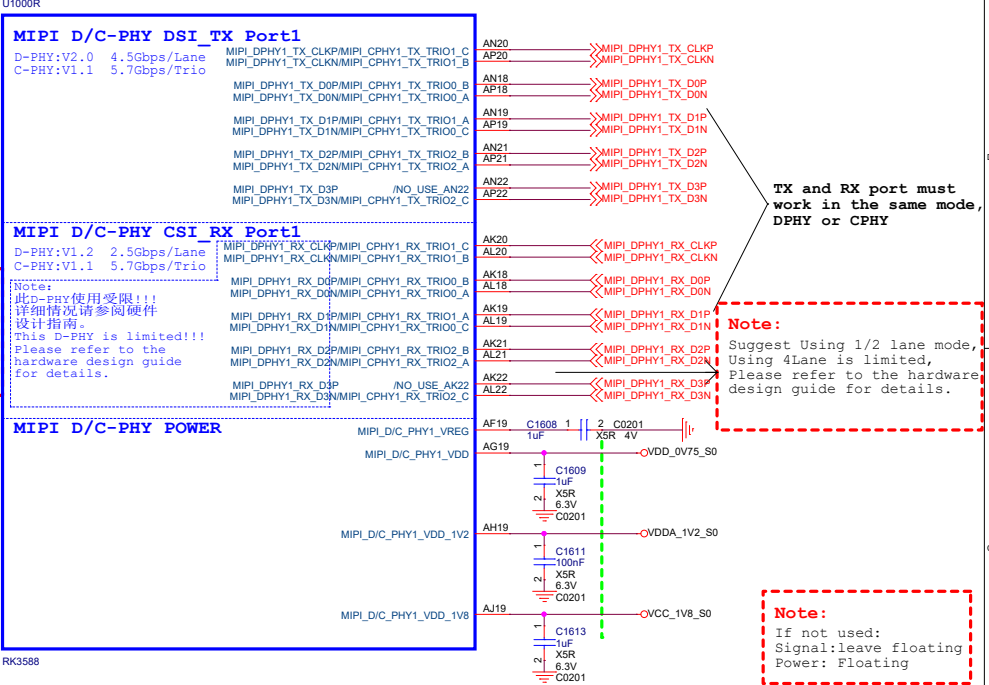 U1000R
MIPI D/C-PHY DSI_TX Port1
D-PHY:V2.0 4.5Gbps/Lane
C-PHY:V1.1 5.7Gbps/Trio
MIPI_DPHY1_TX_CLKP/MIPI_CPHY1_TX_TRIO1_C AN20 MIPI_DPHY1_TX_CLKP
MIPI_DPHY1_TX_CLKN/MIPI_CPHY1_TX_TRIO1_B AP20 MIPI_DPHY1_TX_CLKN
MIPI_DPHY1_TX_D0P/MIPI_CPHY1_TX_TRIO0_B AN18 MIPI_DPHY1_TX_D0P
MIPI_DPHY1_TX_D0N/MIPI_CPHY1_TX_TRIO0_A AP18 MIPI_DPHY1_TX_D0N
MIPI_DPHY1_TX_D1P/MIPI_CPHY1_TX_TRIO1_A AN19 MIPI_DPHY1_TX_D1P
MIPI_DPHY1_TX_D1N/MIPI_CPHY1_TX_TRIO0_C AP19 MIPI_DPHY1_TX_D1N
MIPI_DPHY1_TX_D2P/MIPI_CPHY1_TX_TRIO2_B AN21 MIPI_DPHY1_TX_D2P
MIPI_DPHY1_TX_D2N/MIPI_CPHY1_TX_TRIO2_A AP21 MIPI_DPHY1_TX_D2N
MIPI_DPHY1_TX_D3P /NO_USE_AN22 AN22 MIPI_DPHY1_TX_D3P
MIPI_DPHY1_TX_D3N/MIPI_CPHY1_TX_TRIO2_C AP22 MIPI_DPHY1_TX_D3N
TX and RX port must
work in the same mode,
DPHY or CPHY
MIPI D/C-PHY CSI_RX Port1
D-PHY:V1.2 2.5Gbps/Lane
C-PHY:V1.1 5.7Gbps/Trio
Note:
此D-PHY使用受限!!!
详细情况请参阅硬件
设计指南。
This D-PHY is limited!!!
Please refer to the
hardware design guide
for details.
MIPI_DPHY1_RX_CLKP/MIPI_CPHY1_RX_TRIO1_C AK20 MIPI_DPHY1_RX_CLKP
MIPI_DPHY1_RX_CLKN/MIPI_CPHY1_RX_TRIO1_B AL20 MIPI_DPHY1_RX_CLKN
MIPI_DPHY1_RX_D0P/MIPI_CPHY1_RX_TRIO0_B AK18 MIPI_DPHY1_RX_D0P
MIPI_DPHY1_RX_D0N/MIPI_CPHY1_RX_TRIO0_A AL18 MIPI_DPHY1_RX_D0N
MIPI_DPHY1_RX_D1P/MIPI_CPHY1_RX_TRIO1_A AK19 MIPI_DPHY1_RX_D1P
MIPI_DPHY1_RX_D1N/MIPI_CPHY1_RX_TRIO0_C AL19 MIPI_DPHY1_RX_D1N
MIPI_DPHY1_RX_D2P/MIPI_CPHY1_RX_TRIO2_B AK21 MIPI_DPHY1_RX_D2P
MIPI_DPHY1_RX_D2N/MIPI_CPHY1_RX_TRIO2_A AL21 MIPI_DPHY1_RX_D2N
MIPI_DPHY1_RX_D3P /NO_USE_AK22 AK22 MIPI_DPHY1_RX_D3P
MIPI_DPHY1_RX_D3N/MIPI_CPHY1_RX_TRIO2_C AL22 MIPI_DPHY1_RX_D3N
Note:
Suggest Using 1/2 lane mode,
Using 4Lane is limited,
Please refer to the hardware
design guide for details.
MIPI D/C-PHY POWER
MIPI_D/C_PHY1_VREG AF19 C1608 1 2 C0201
1uF X5R 4V
MIPI_D/C_PHY1_VDD AG19 VDD_0V75_S0
1
C1609
1uF
X5R
2
6.3V
C0201
MIPI_D/C_PHY1_VDD_1V2 AH19 VDDA_1V2_S0
1
C1611
100nF
X5R
2
6.3V
C0201
MIPI_D/C_PHY1_VDD_1V8 AJ19 VCC_1V8_S0
1
C1613
1uF
X5R
2
6.3V
C0201
Note:
If not used:
Signal:leave floating
Power: Floating
RK3588